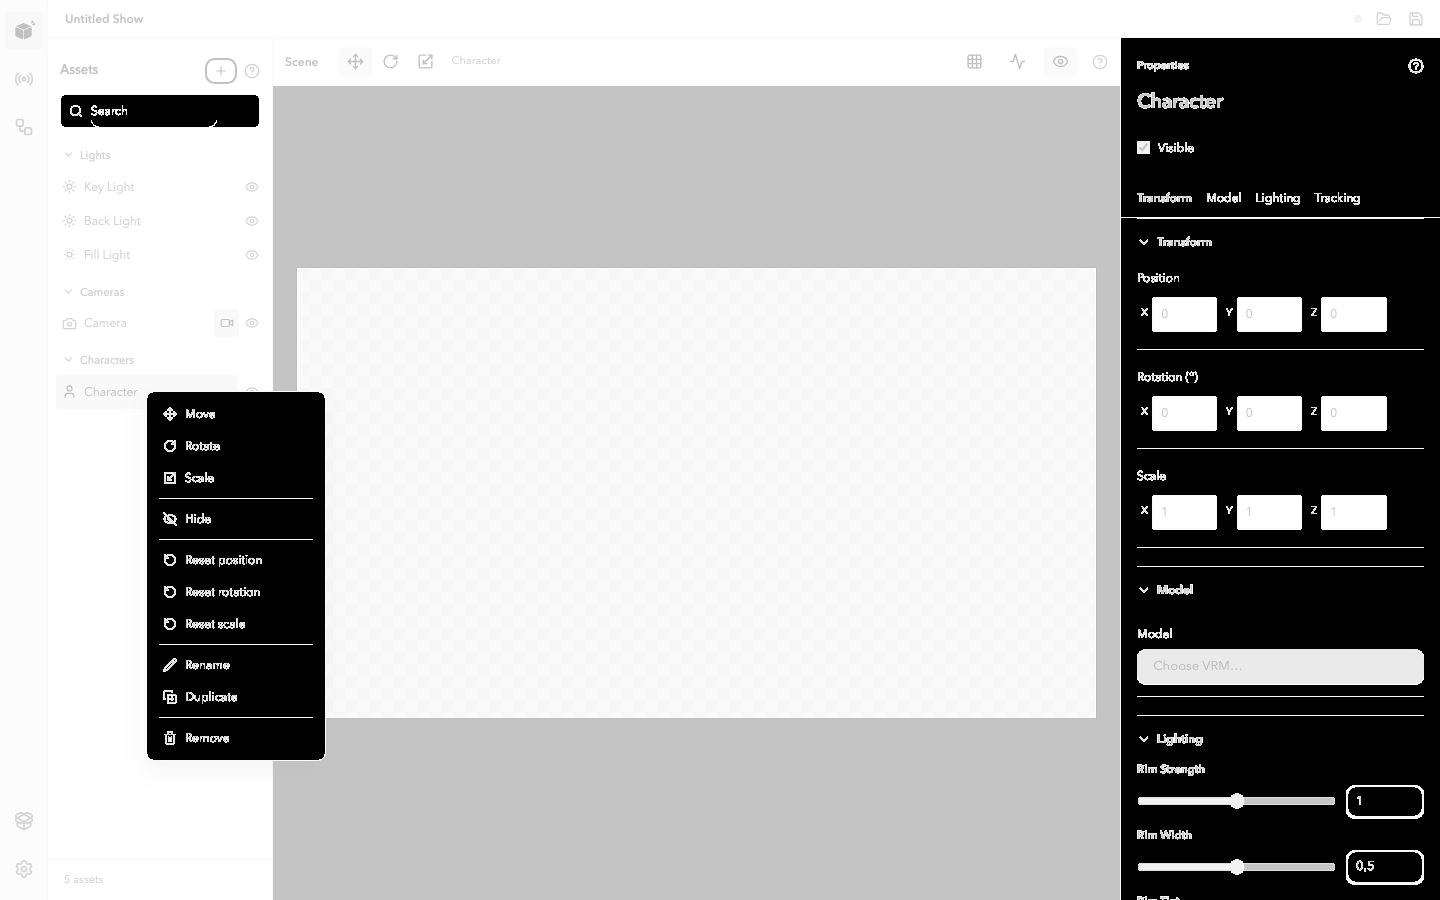 Untitled Show
Assets
Search
Lights
Key Light
Back Light
Fill Light
Cameras
Camera
Characters
Character
Move
Rotate
Scale
Hide
Reset position
Reset rotation
Reset scale
Rename
Duplicate
Remove
5 assets
Scene
Character
Properties
Character
Visible
Transform Model Lighting Tracking
Transform
Position
X 0 Y 0 Z 0
Rotation (°)
X 0 Y 0 Z 0
Scale
X 1 Y 1 Z 1
Model
Model
Choose VRM...
Lighting
Rim Strength
1
Rim Width
0,5